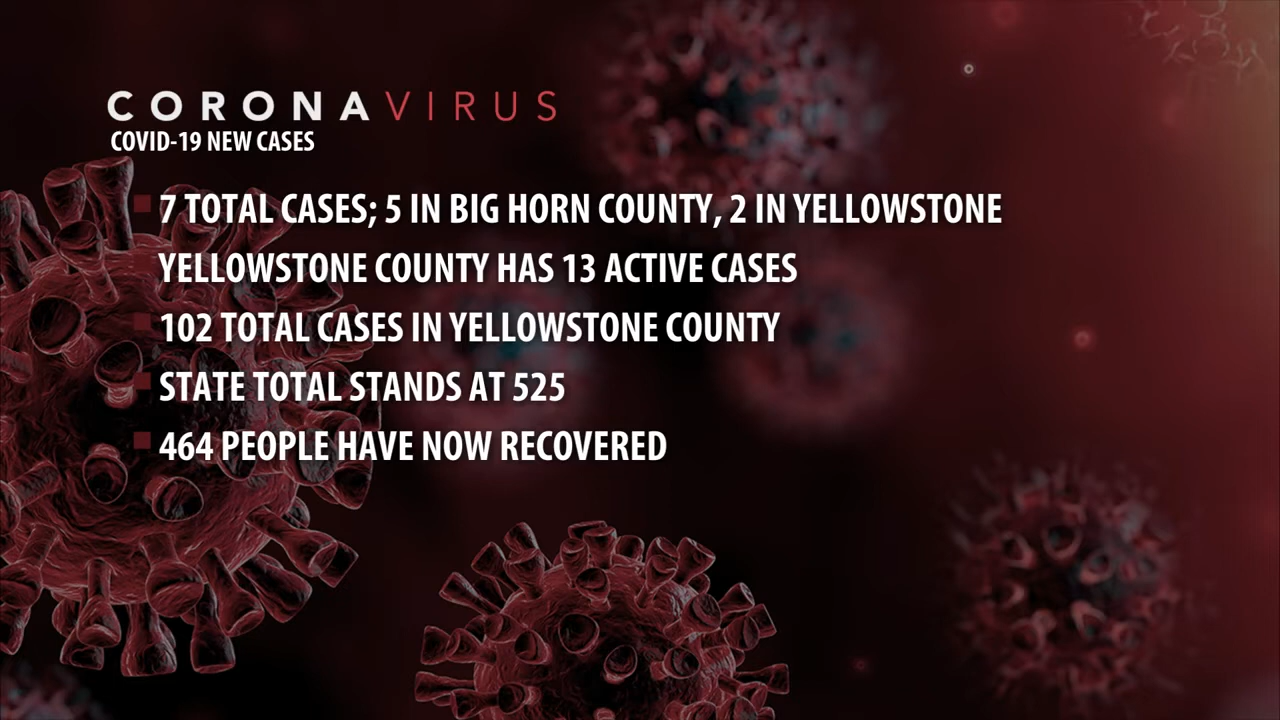 CORONAVIRUS
COVID-19 NEW CASES
7 TOTAL CASES; 5 IN BIG HORN COUNTY, 2 IN YELLOWSTONE
YELLOWSTONE COUNTY HAS 13 ACTIVE CASES
102 TOTAL CASES IN YELLOWSTONE COUNTY
STATE TOTAL STANDS AT 525
464 PEOPLE HAVE NOW RECOVERED